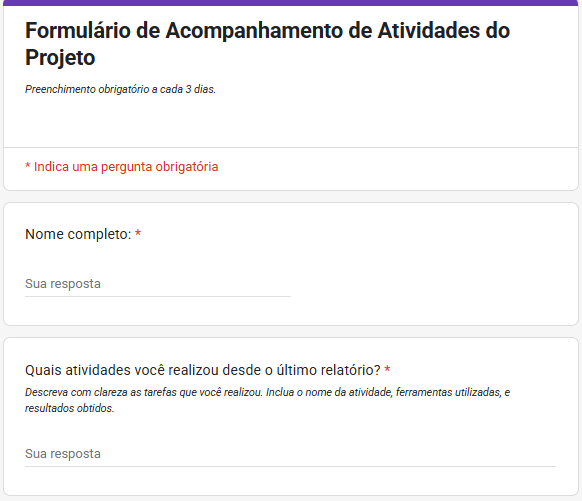 Formulário de Acompanhamento de Atividades do
Projeto
Preenchimento obrigatório a cada 3 dias.
* Indica uma pergunta obrigatória
Nome completo: *
Sua resposta
Quais atividades você realizou desde o último relatório? *
Descreva com clareza as tarefas que você realizou. Inclua o nome da atividade, ferramentas utilizadas, e
resultados obtidos.
Sua resposta